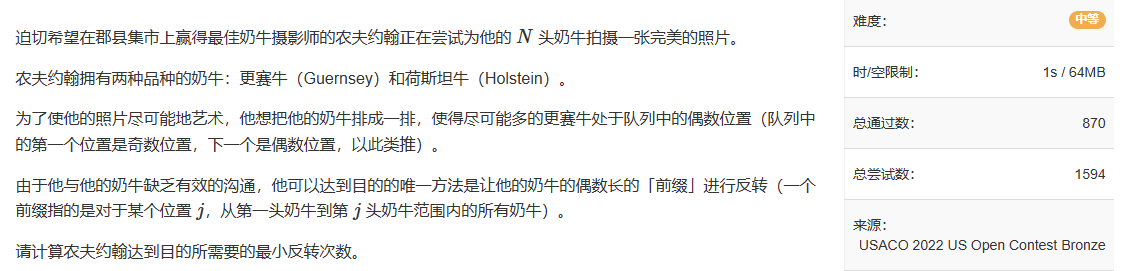 迫切希望在郡县集市上赢得最佳奶牛摄影师的农夫约翰正在尝试为他的 N 头奶牛拍摄一张完美的照片。
农夫约翰拥有两种品种的奶牛：更赛牛（Guernsey）和荷斯坦牛（Holstein）。
为了使他的照片尽可能地艺术，他想把他的奶牛排成一排，使得尽可能多的更赛牛处于队列中的偶数位置（队列中
的第一个位置是奇数位置，下一个是偶数位置，以此类推）。
由于他与他的奶牛缺乏有效的沟通，他可以达到目的的唯一方法是让他的奶牛的偶数长的「前缀」进行反转（一个
前缀指的是对于某个位置 j，从第一头奶牛到第 j 头奶牛范围内的所有奶牛）。
请计算农夫约翰达到目的所需要的最小反转次数。
难度： 中等
时/空限制： 1s / 64MB
总通过数： 870
总尝试数： 1594
来源：
USACO 2022 US Open Contest Bronze